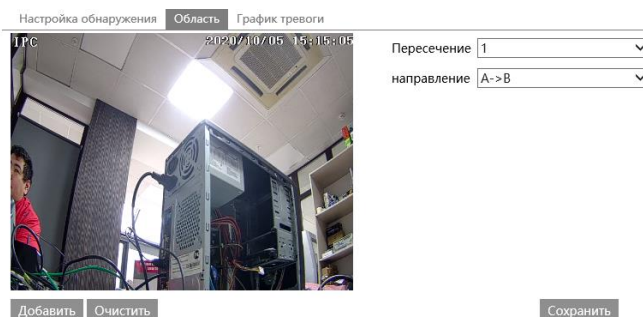 Настройка обнаружения Область График тревоги
IPC 2020/10/05 15:15:05
Пересечение 1
направление A->B
Добавить Очистить Сохранить